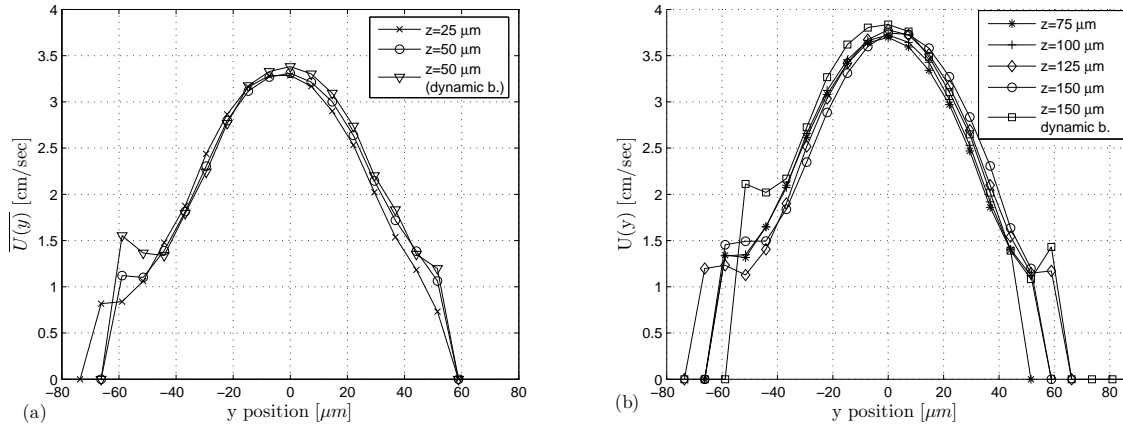 4
3.5
3
2.5
2
1.5
1
0.5
0
U(y) [cm/sec]
−80 −60 −40 −20 0 20 40 60 80
y position [μm]
(a)
z=25 μm
z=50 μm
z=50 μm
(dynamic b.)
4
3.5
3
2.5
2
1.5
1
0.5
0
U(y) [cm/sec]
−80 −60 −40 −20 0 20 40 60 80
y position [μm]
(b)
z=75 μm
z=100 μm
z=125 μm
z=150 μm
z=150 μm
dynamic b.